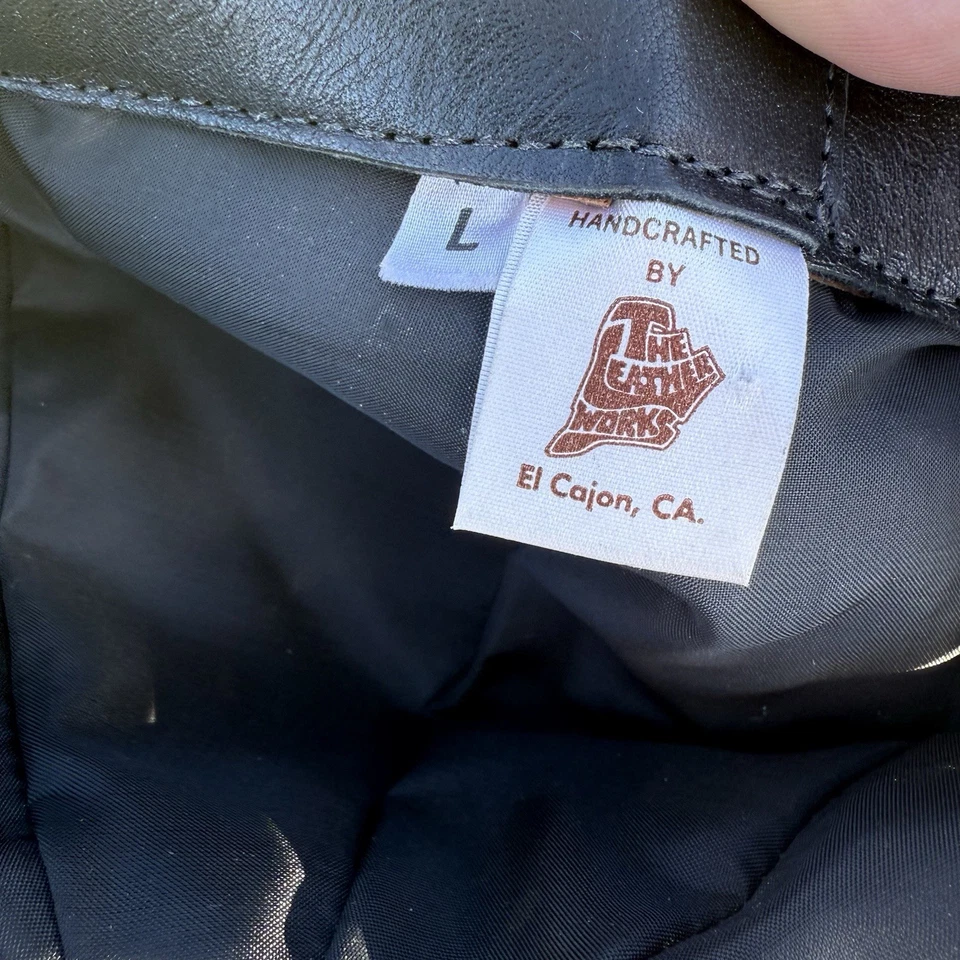 L
HANDCRAFTED
BY
THE
LEATHER
WORKS
El Cajon, CA.